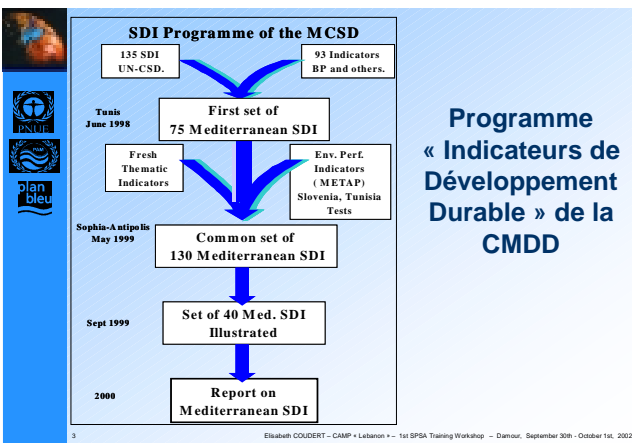 SDI Programme of the MCSD
135 SDI
UN-CSD.
93 Indicators
BP and others.
Tunis
June 1998
First set of
75 Mediterranean SDI
Fresh
Thematic
Indicators
Env. Perf.
Indicators
( METAP)
Slovenia, Tunisia
Tests
Sophia-Antipolis
May 1999
Common set of
130 Mediterranean SDI
Sept 1999
Set of 40 Med. SDI
Illustrated
2000
Report on
Mediterranean SDI
PNUE
PAM
plan
bleu
Programme
« Indicateurs de
Développement
Durable » de la
CMDD
3
Elisabeth COUDERT – CAMP « Lebanon » – 1st SPSA Training Workshop – Damour, September 30th - October 1st, 2002